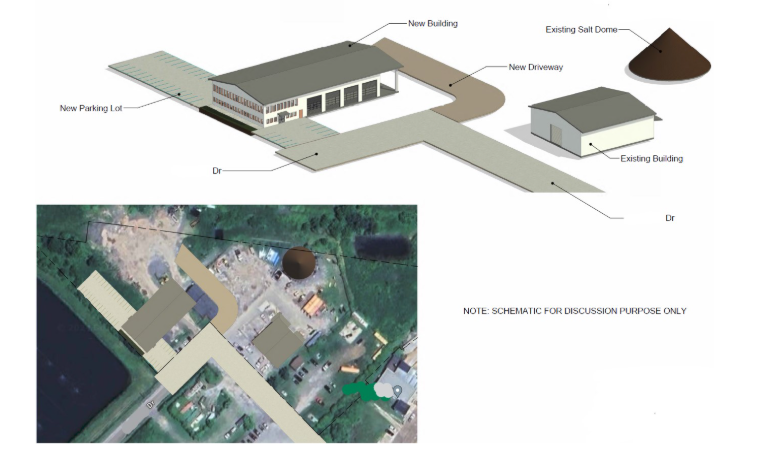 New Building
Existing Salt Dome
New Driveway
New Parking Lot
Existing Building
Dr
Dr
NOTE: SCHEMATIC FOR DISCUSSION PURPOSE ONLY
Dr